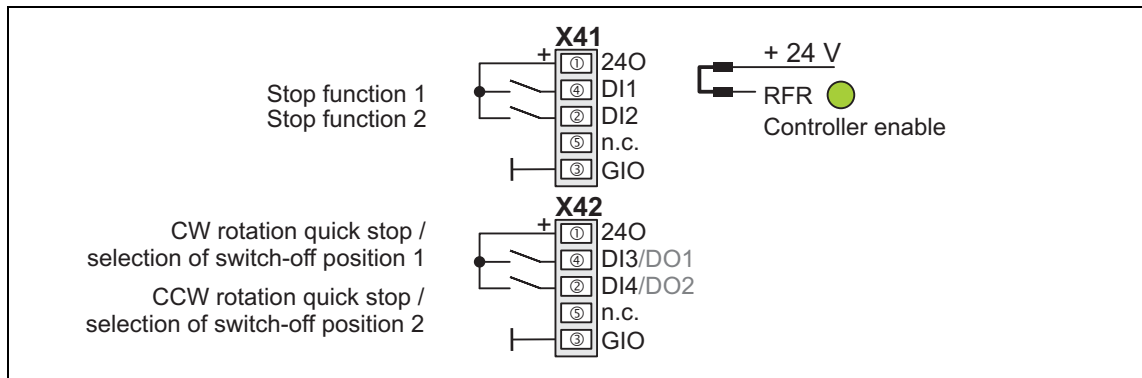 X41
+
① 24O
Stop function 1 ④ DI1
Stop function 2 ② DI2
⑤ n.c.
③ GIO
+ 24 V
RFR
Controller enable
X42
+
① 24O
CW rotation quick stop /
selection of switch-off position 1
④ DI3/DO1
CCW rotation quick stop /
selection of switch-off position 2
② DI4/DO2
⑤ n.c.
③ GIO